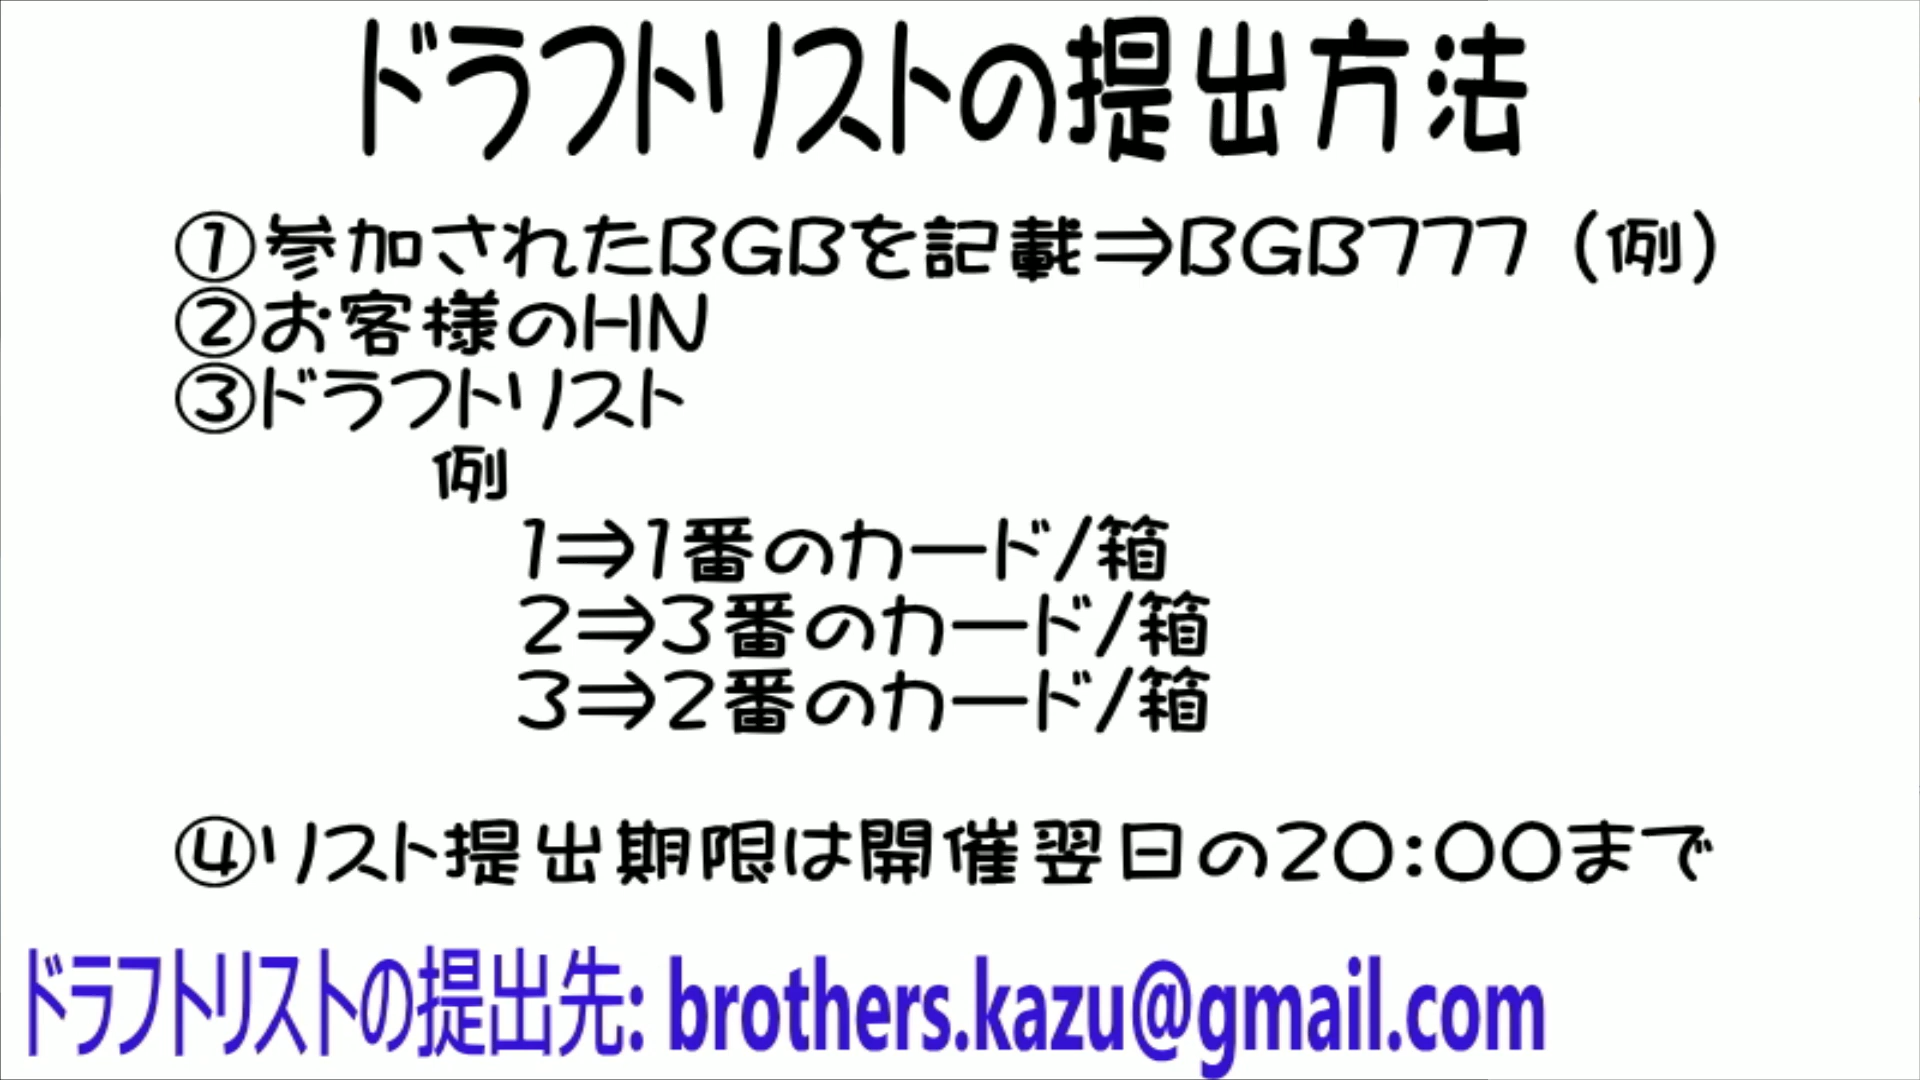 ドラフトリストの提出方法
①参加されたBGBを記載⇒BGB777（例）
②お客様のHN
③ドラフトリスト
例
1⇒1番のカード/箱
2⇒3番のカード/箱
3⇒2番のカード/箱
④リスト提出期限は開催翌日の20:00まで
ドラフトリストの提出先: brothers.kazu@gmail.com